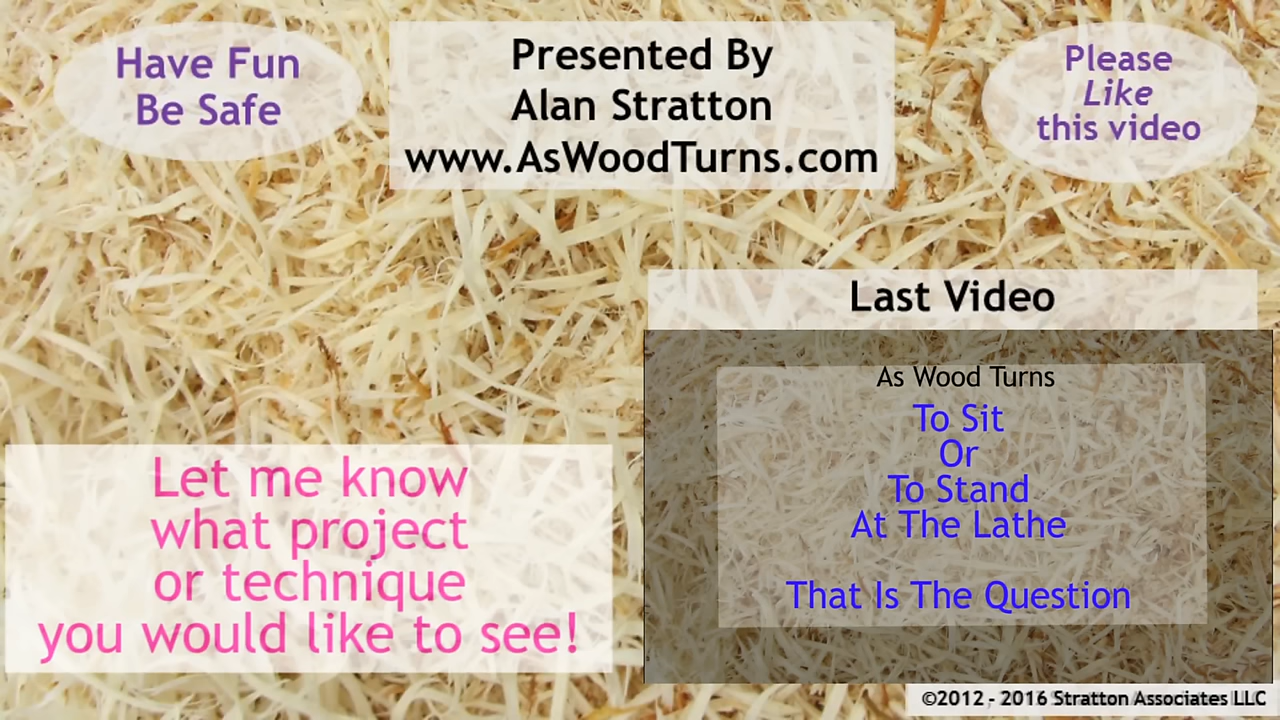 Have Fun
Be Safe
Presented By
Alan Stratton
www.AsWoodTurns.com
Please
Like
this video
Last Video
As Wood Turns
To Sit
Or
To Stand
At The Lathe
That Is The Question
Let me know
what project
or technique
you would like to see!
©2012 - 2016 Stratton Associates LLC